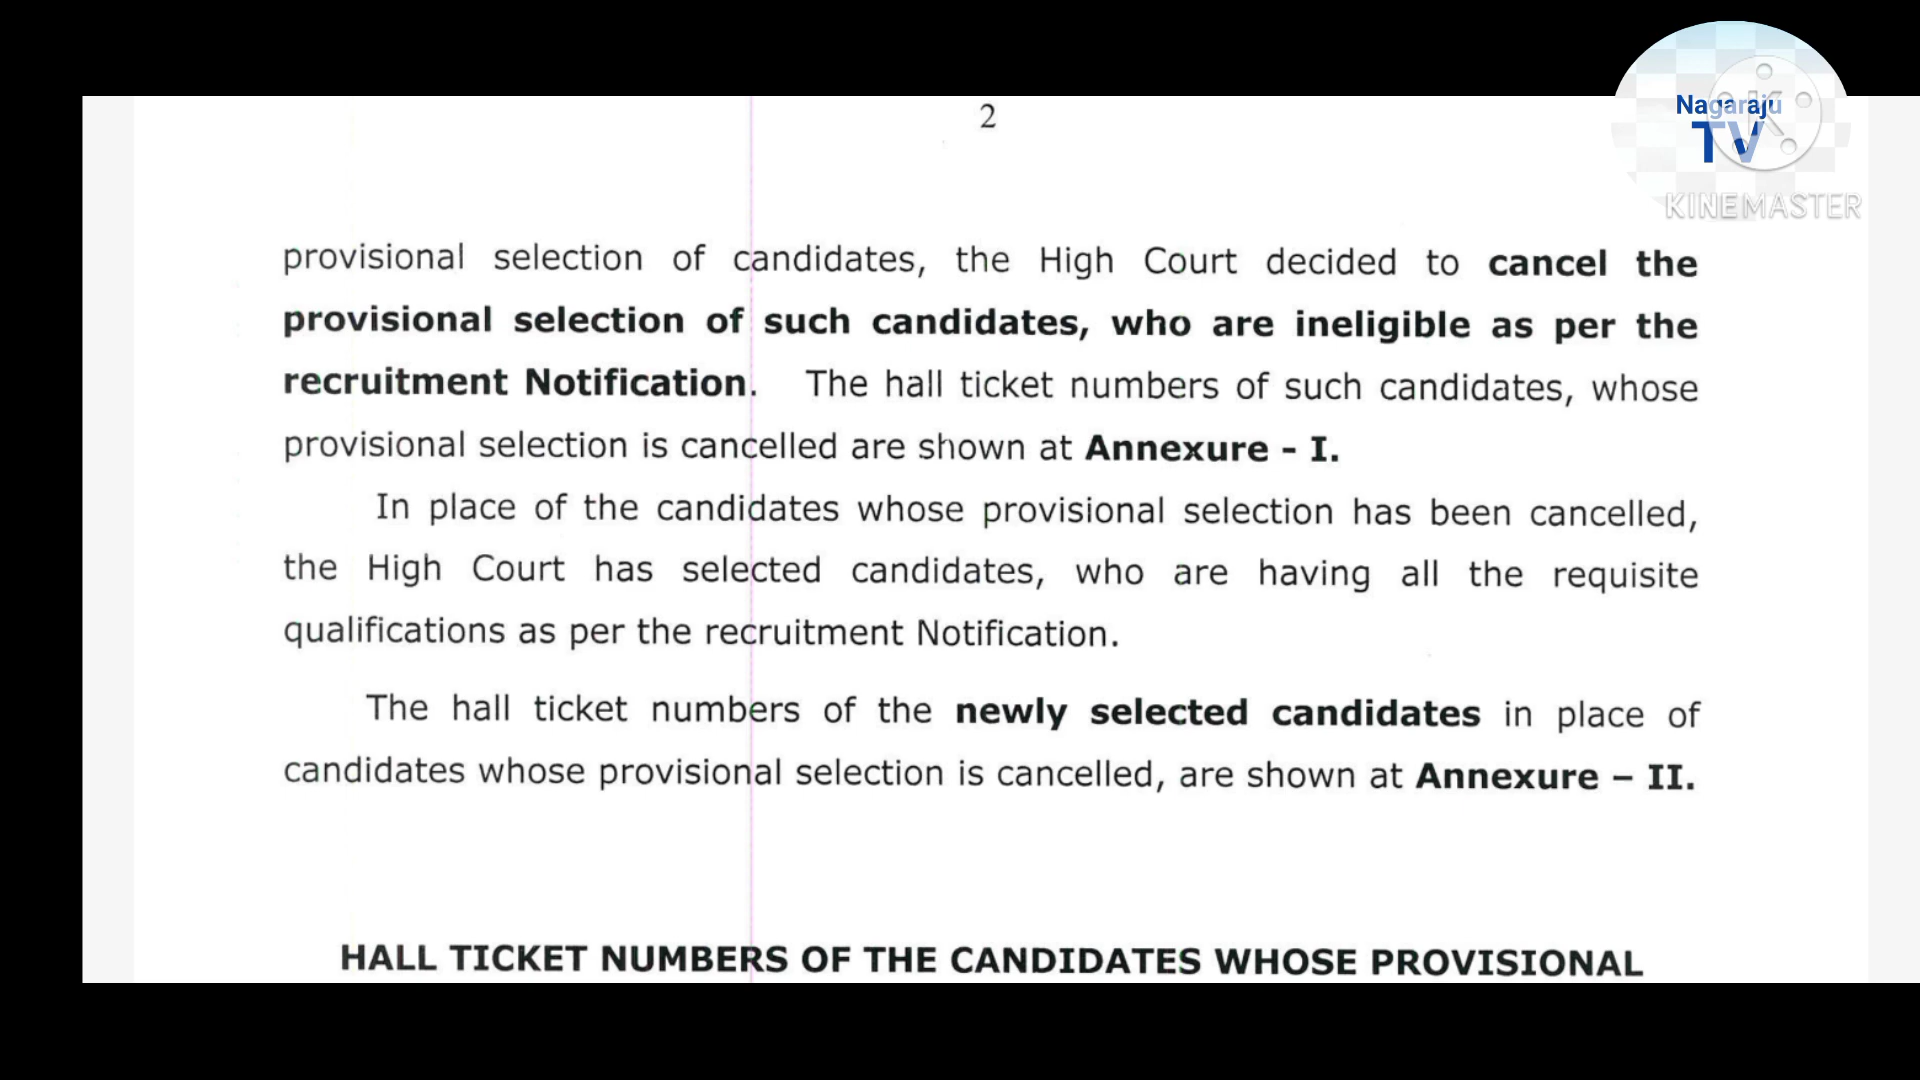 2
Nagaraju
TV
KINEMASTER
provisional selection of candidates, the High Court decided to cancel the
provisional selection of such candidates, who are ineligible as per the
recruitment Notification. The hall ticket numbers of such candidates, whose
provisional selection is cancelled are shown at Annexure - I.
In place of the candidates whose provisional selection has been cancelled,
the High Court has selected candidates, who are having all the requisite
qualifications as per the recruitment Notification.
The hall ticket numbers of the newly selected candidates in place of
candidates whose provisional selection is cancelled, are shown at Annexure – II.
HALL TICKET NUMBERS OF THE CANDIDATES WHOSE PROVISIONAL